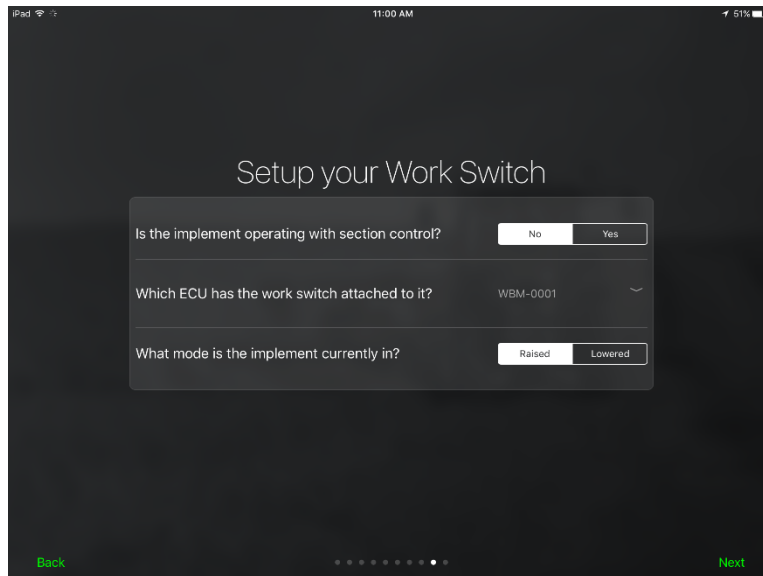 iPad 11:00 AM 51%
Setup your Work Switch
Is the implement operating with section control? No Yes
Which ECU has the work switch attached to it? WBM-0001
What mode is the implement currently in? Raised Lowered
Back Next